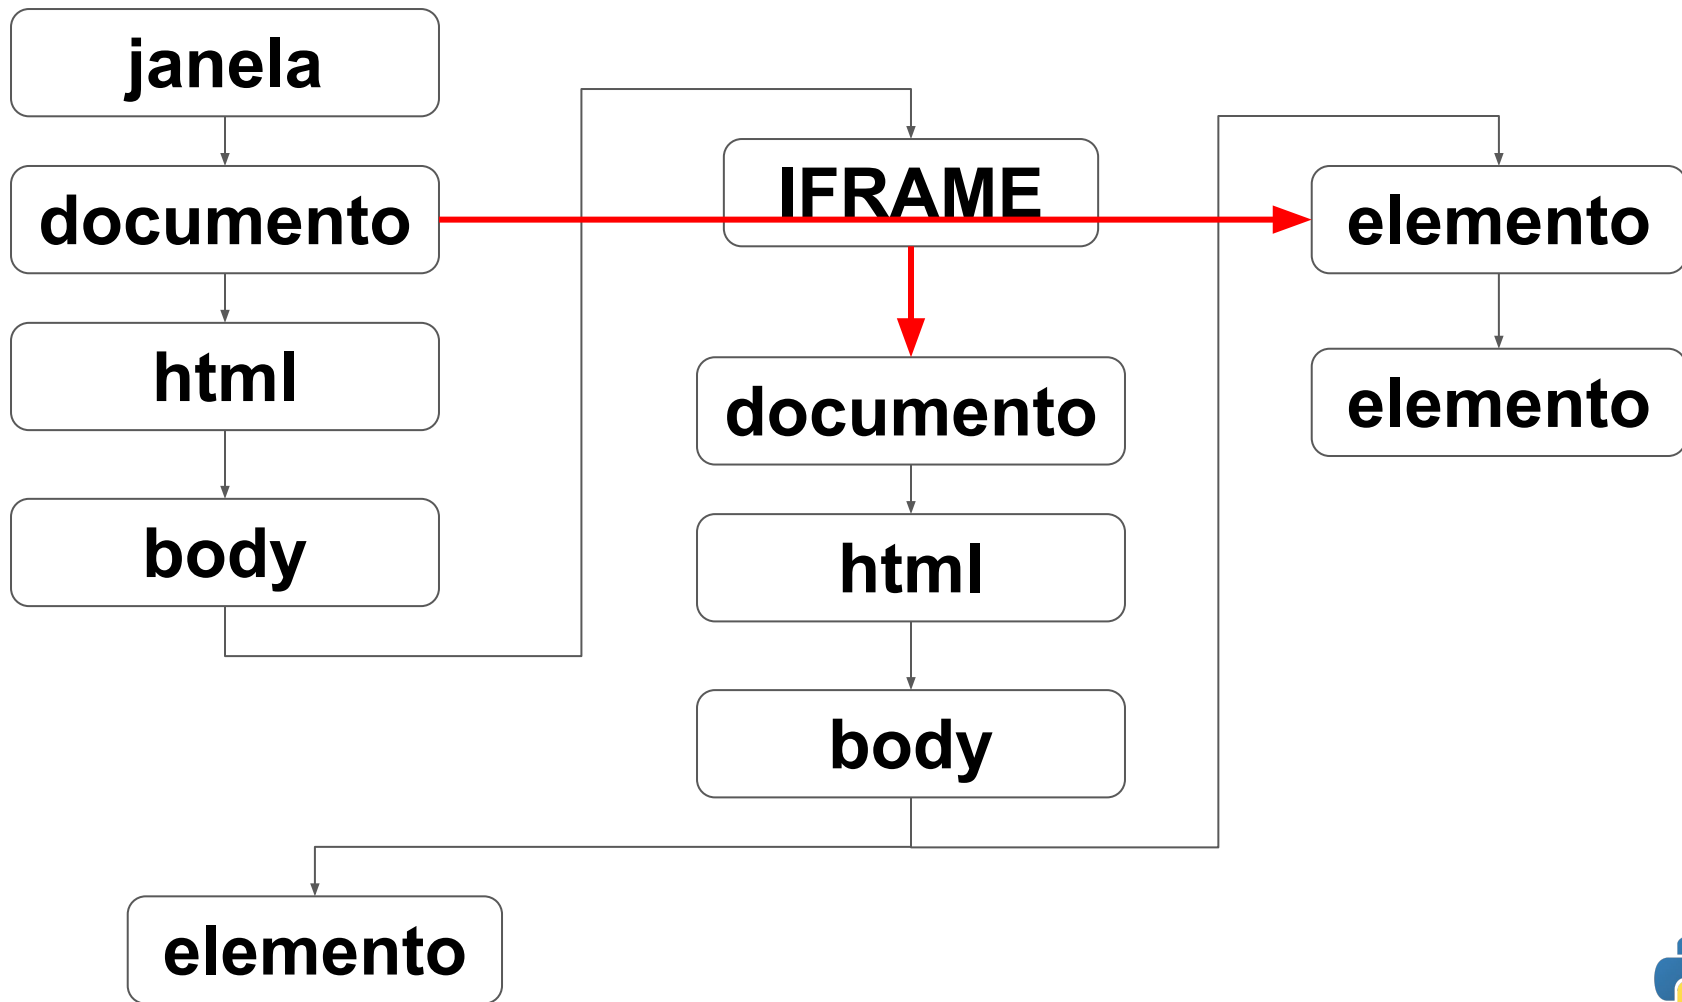 janela
documento
html
body
IFRAME
documento
html
body
elemento
elemento
elemento